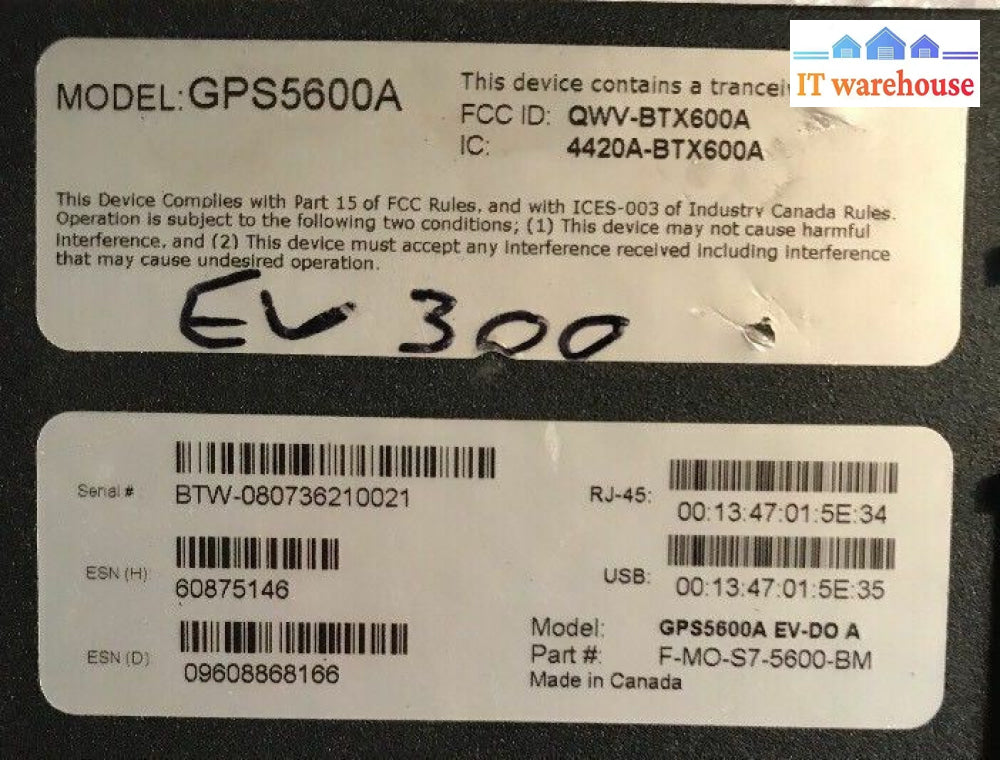 MODEL: GPS5600A
This device contains a trancei
FCC ID: QWV-BTX600A
IC: 4420A-BTX600A
IT warehouse
This Device Complies with Part 15 of FCC Rules, and with ICES-003 of Industry Canada Rules.
Operation is subject to the following two conditions; (1) This device may not cause harmful
interference, and (2) This device must accept any interference received including interference
that may cause undesired operation.
EV 300
Serial # BTW-080736210021
ESN (H) 60875146
ESN (D) 09608868166
RJ-45: 00:13:47:01:5E:34
USB: 00:13:47:01:5E:35
Model: GPS5600A EV-DO A
Part #: F-MO-S7-5600-BM
Made in Canada